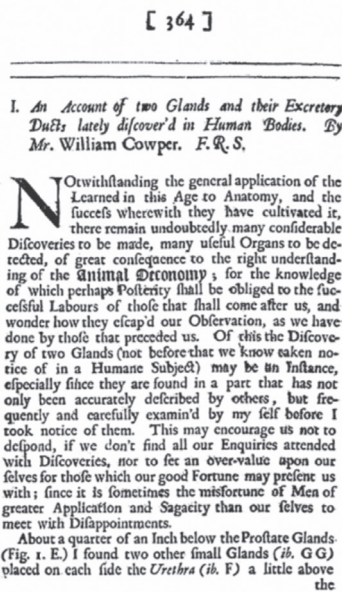 [ 364 ]
I. An Account of two Glands and their Excretory
Ducts lately diſcover'd in Human Bodies. By
Mr. William Cowper. F. R. S.
NOtwithſtanding the general application of the
Learned in this Age to Anatomy, and the
ſucceſs wherewith they have cultivated it,
there remain undoubtedly many conſiderable
Diſcoveries to be made, many uſeful Organs to be de-
tected, of great conſequence to the right underſtand-
ing of the Animal Oeconomy ; for the knowledge
of which perhaps Poſterity ſhall be obliged to the ſuc-
ceſsful Labours of thoſe that ſhall come after us, and
wonder how they eſcap'd our Obſervation, as we have
done by thoſe that preceded us. Of this the Diſcove-
ry of two Glands (not before that we know taken no-
tice of in a Humane Subject) may be an Inſtance,
eſpecially ſince they are found in a part that has not
only been accurately deſcribed by others, but fre-
quently and carefully examin'd by my ſelf before I
took notice of them. This may encourage us not to
deſpond, if we don't find all our Enquiries attended
with Diſcoveries, nor to ſet an over-value upon our
ſelves for thoſe which our good Fortune may preſent us
with ; ſince it is ſometimes the misfortune of Men of
greater Application and Sagacity than our ſelves to
meet with Diſappointments.
About a quarter of an Inch below the Proſtate Glands
(Fig. 1. E.) I found two other ſmall Glands (ib. G G)
placed on each ſide the Urethra (ib. F) a little above
the